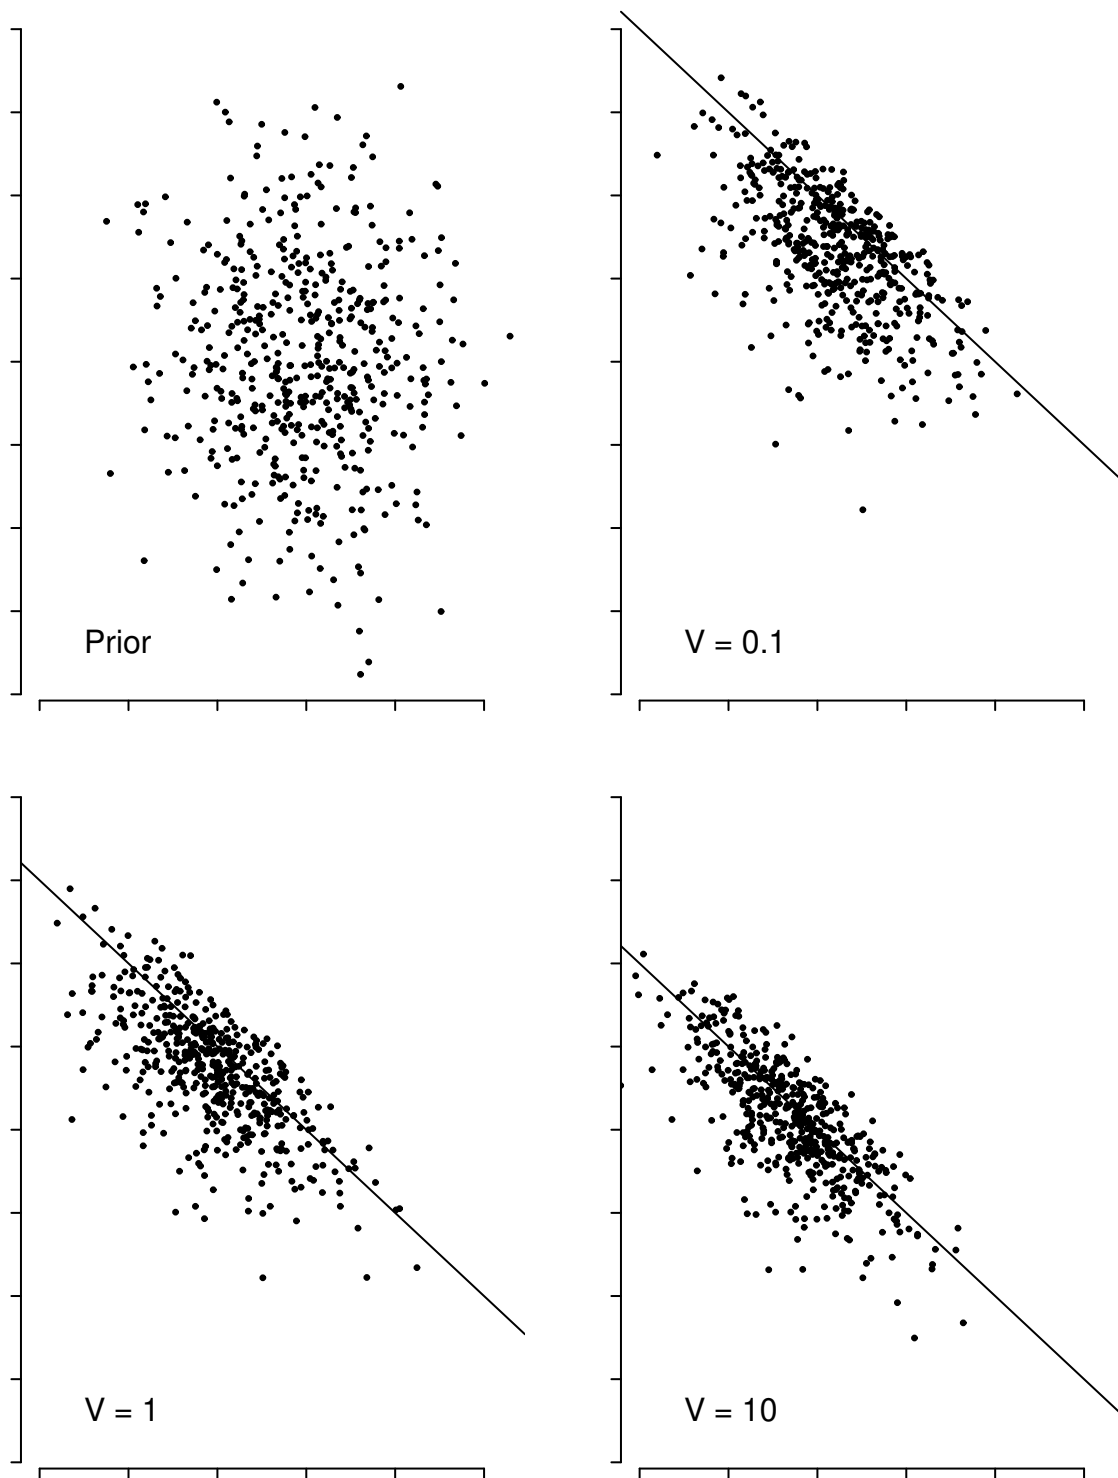 Prior
V = 0.1
V = 1
V = 10